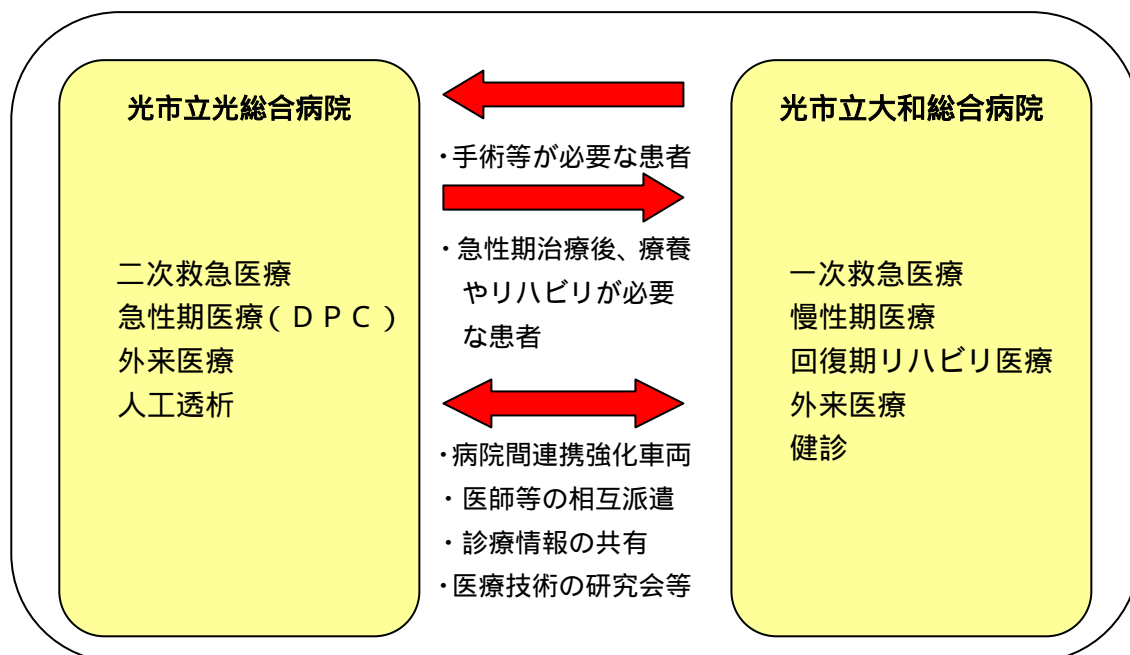 光市立光総合病院
二次救急医療
急性期医療(ＤＰＣ)
外来医療
人工透析
・手術等が必要な患者
・急性期治療後、療養
やリハビリが必要
な患者
・病院間連携強化車両
・医師等の相互派遣
・診療情報の共有
・医療技術の研究会等
光市立大和総合病院
一次救急医療
慢性期医療
回復期リハビリ医療
外来医療
健診